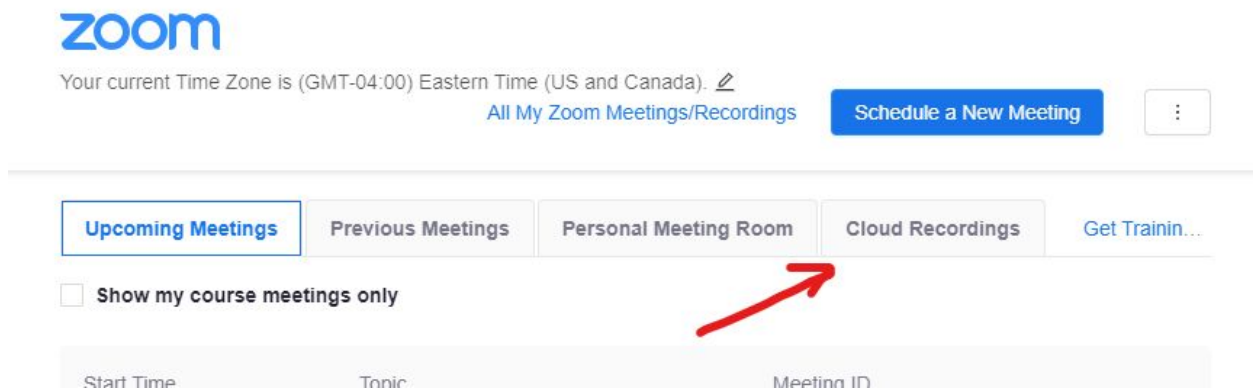 zoom
Your current Time Zone is (GMT-04:00) Eastern Time (US and Canada).
All My Zoom Meetings/Recordings
Schedule a New Meeting
Upcoming Meetings
Previous Meetings
Personal Meeting Room
Cloud Recordings
Get Trainin...
Show my course meetings only
Start Time
Topic
Meeting ID